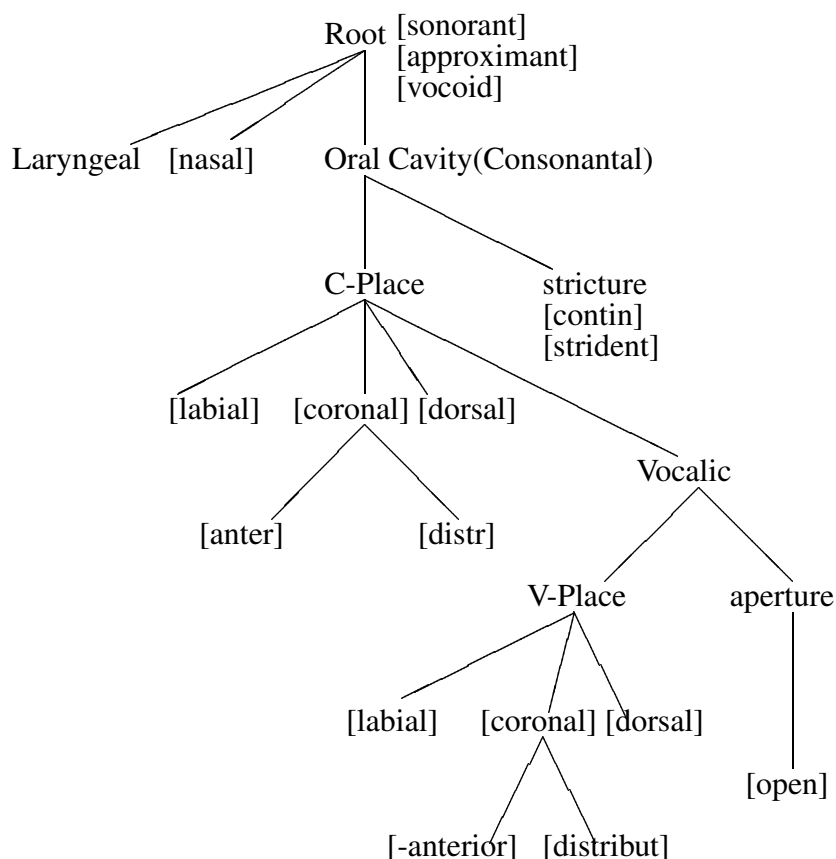 Root [sonorant]
[approximant]
[vocoid]
Laryngeal [nasal] Oral Cavity(Consonantal)
C-Place stricture
[contin]
[strident]
[labial] [coronal] [dorsal]
Vocalic
[anter] [distr]
V-Place aperture
[labial] [coronal] [dorsal]
[open]
[-anterior] [distribut]